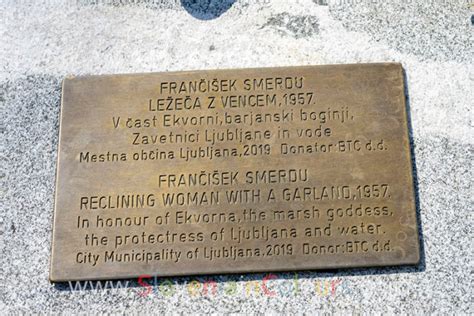 FRANČIŠEK SMERDU
LEŽEČA Z VENCEM, 1957.
V čast Ekvorni, barjanski boginji,
Zavetnici Ljubljane in vode
Mestna občina Ljubljana, 2019 Donator: BTC d.d.
FRANČIŠEK SMERDU
RECLINING WOMAN WITH A GARLAND, 1957.
In honour of Ekvorna, the marsh goddess,
the protectress of Ljubljana and water.
City Municipality of Ljubljana, 2019 Donor: BTC d.d.